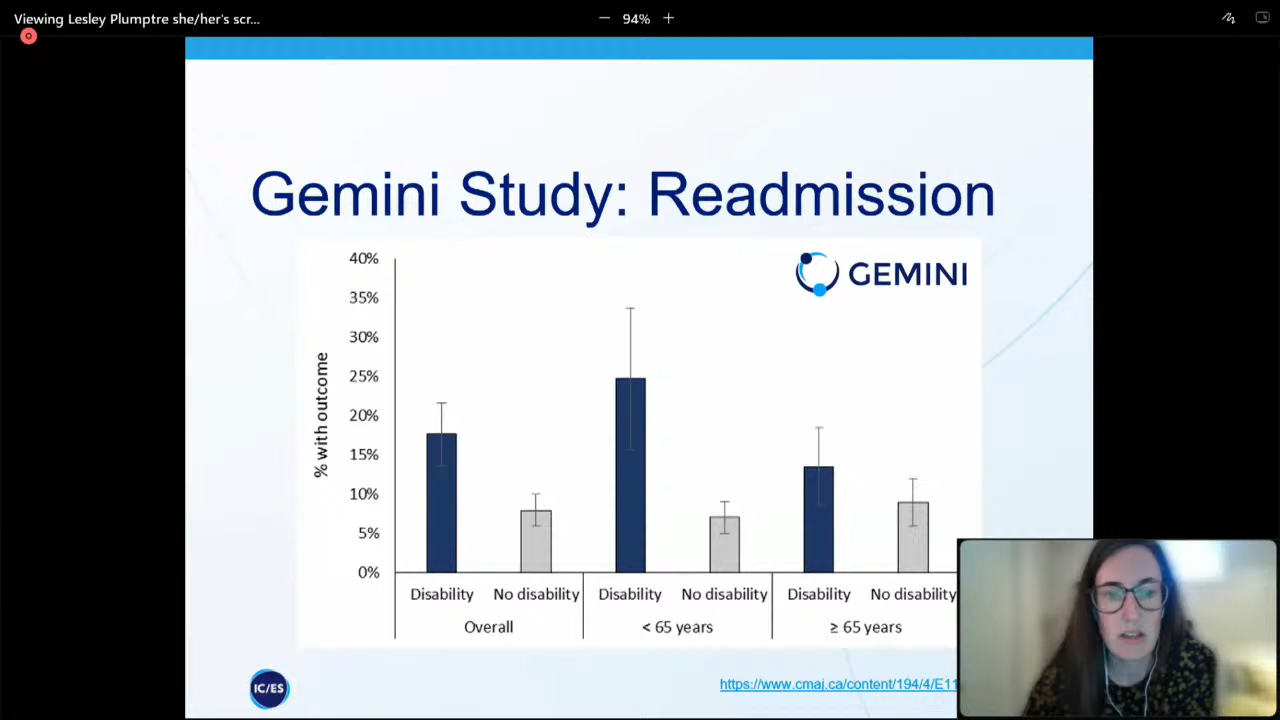 Viewing Lesley Plumptre she/her's scr...
94%
Gemini Study: Readmission
GEMINI
% with outcome
40%
35%
30%
25%
20%
15%
10%
5%
0%
Disability No disability Disability No disability Disability No disability
Overall < 65 years ≥ 65 years
IC/ES
https://www.cmaj.ca/content/194/4/E11